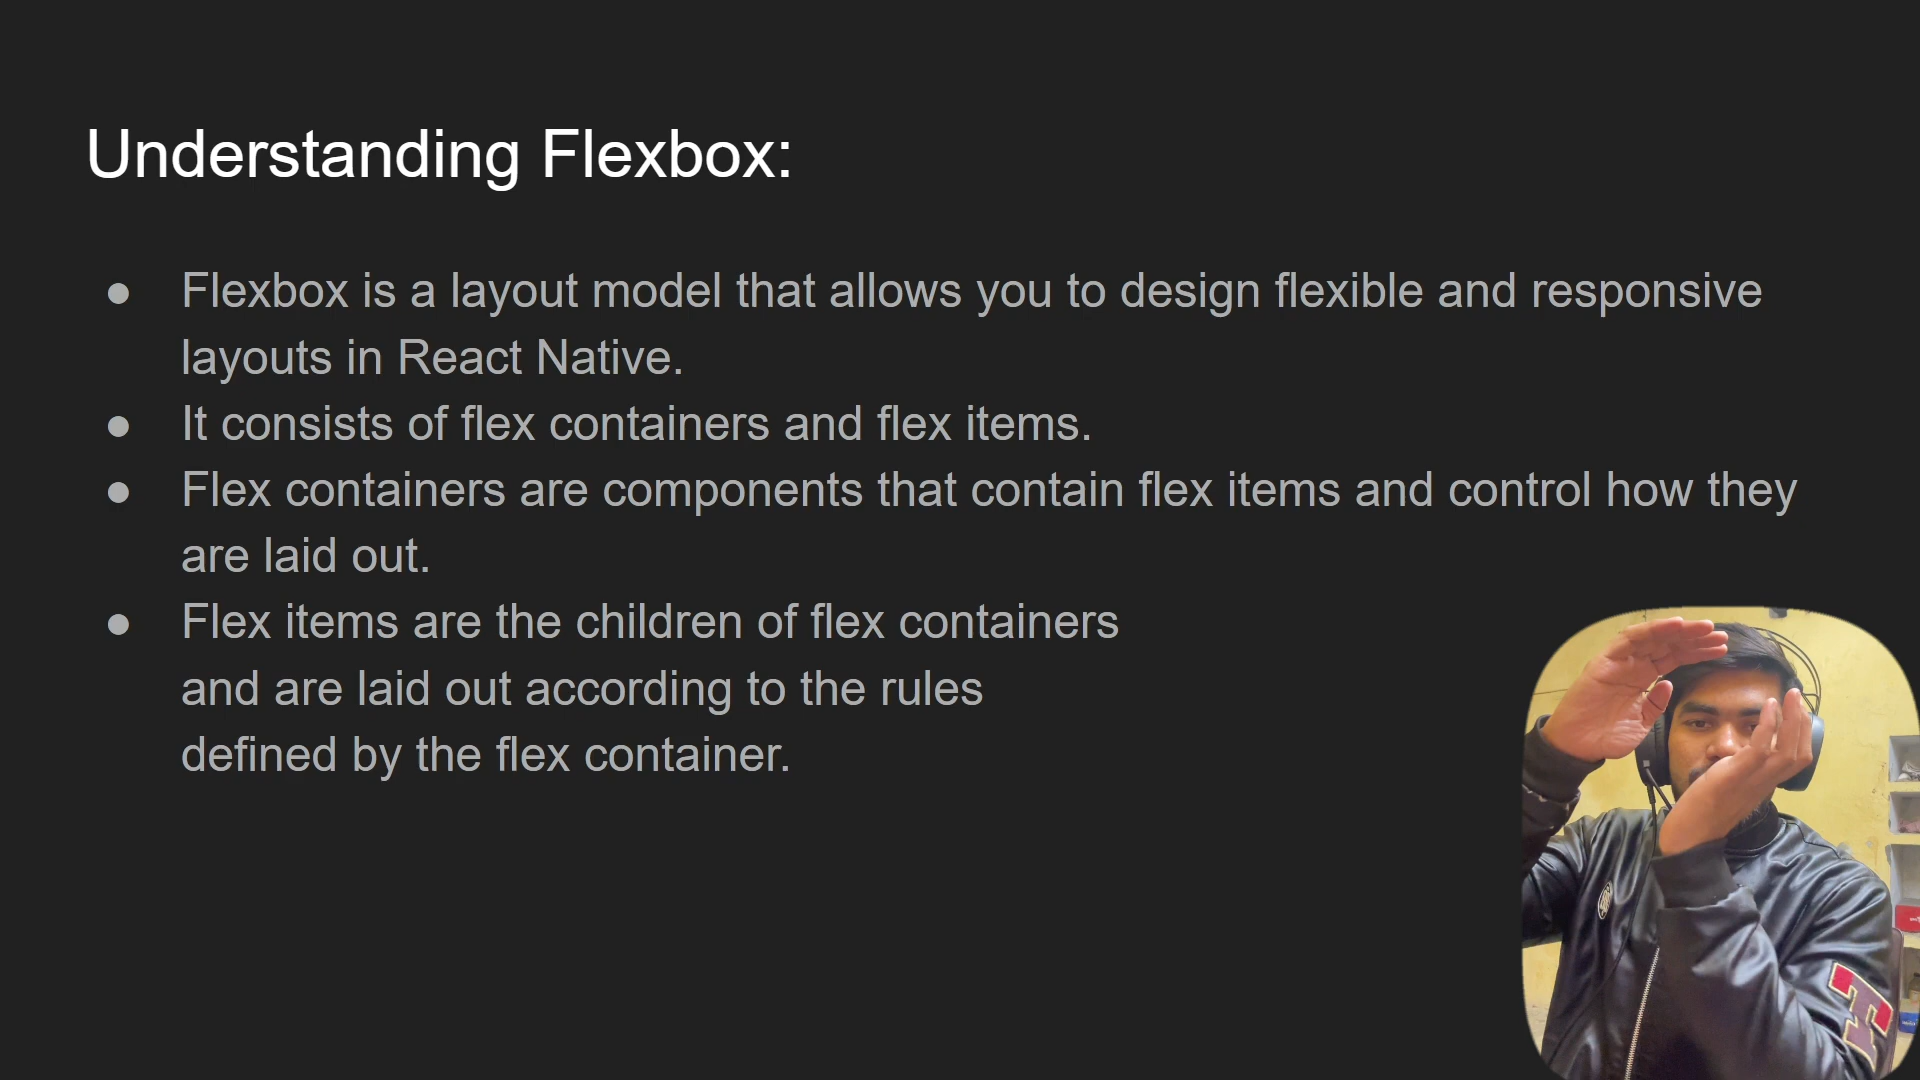 Understanding Flexbox:
● Flexbox is a layout model that allows you to design flexible and responsive
layouts in React Native.
● It consists of flex containers and flex items.
● Flex containers are components that contain flex items and control how they
are laid out.
● Flex items are the children of flex containers
and are laid out according to the rules
defined by the flex container.